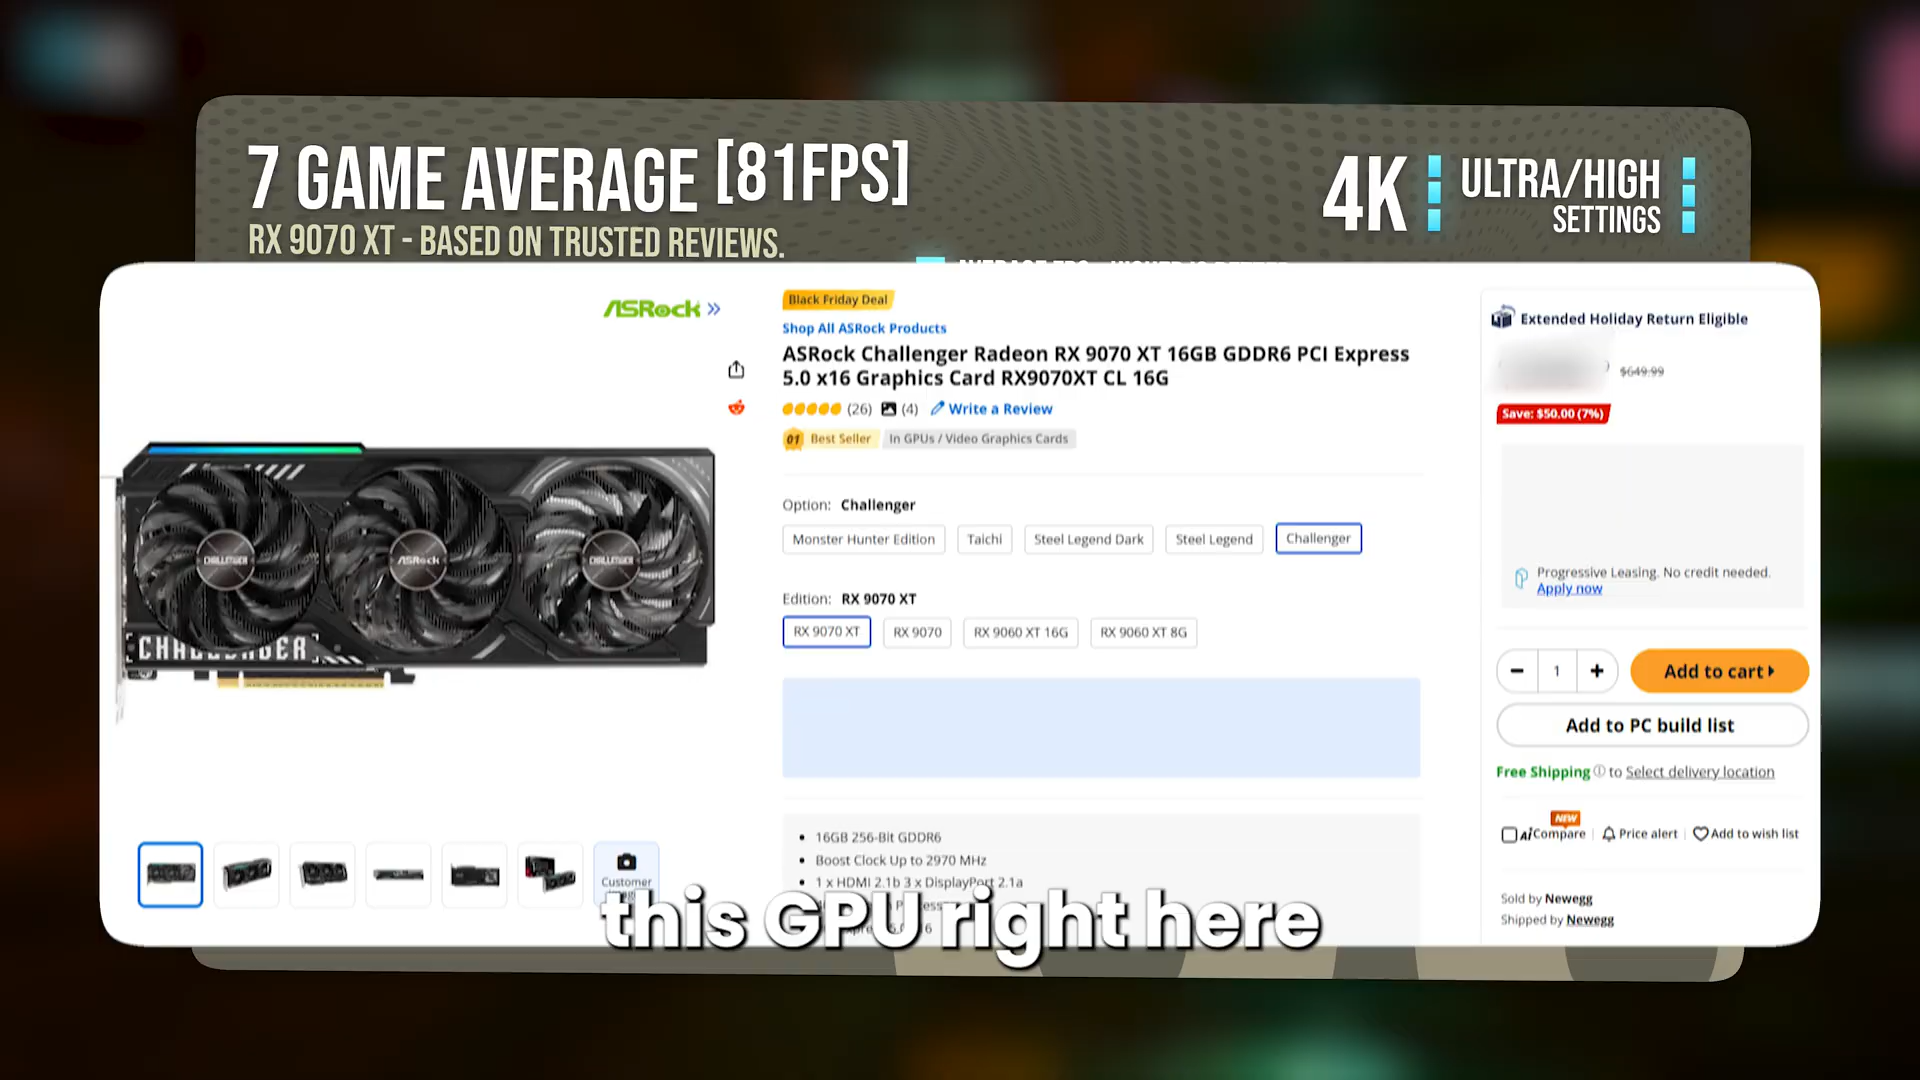 7 GAME AVERAGE [81FPS]
RX 9070 XT - BASED ON TRUSTED REVIEWS.
4K
ULTRA/HIGH
SETTINGS
ASRock »
Black Friday Deal
Shop All ASRock Products
ASRock Challenger Radeon RX 9070 XT 16GB GDDR6 PCI Express
5.0 x16 Graphics Card RX9070XT CL 16G
(26) (4) Write a Review
01 Best Seller In GPUs / Video Graphics Cards
Option: Challenger
Monster Hunter Edition Taichi Steel Legend Dark Steel Legend Challenger
Edition: RX 9070 XT
RX 9070 XT RX 9070 RX 9060 XT 16G RX 9060 XT 8G
16GB 256-Bit GDDR6
Boost Clock Up to 2970 MHz
1 x HDMI 2.1b 3 x DisplayPort 2.1a
CHALLENGER ASRock CHALLENGER
CHALLENGER
Customer
Extended Holiday Return Eligible
$649.99
Save: $50.00 (7%)
Progressive Leasing. No credit needed.
Apply now
1
Add to cart
Add to PC build list
Free Shipping to Select delivery location
NEW
AiCompare Price alert Add to wish list
Sold by Newegg
Shipped by Newegg
this GPU right here